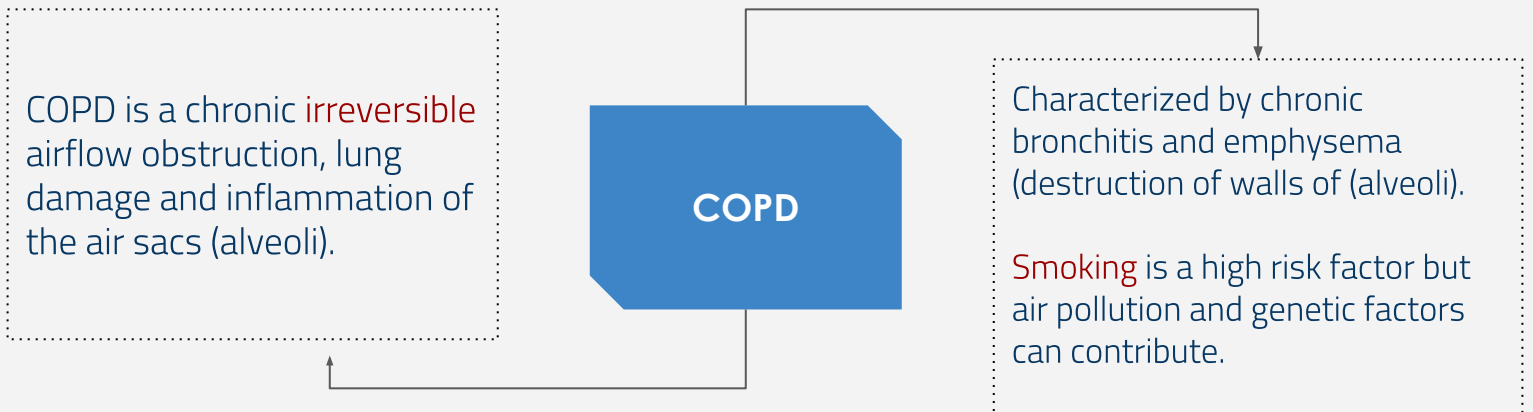 COPD is a chronic irreversible
airflow obstruction, lung
damage and inflammation of
the air sacs (alveoli).
COPD
Characterized by chronic
bronchitis and emphysema
(destruction of walls of (alveoli).
Smoking is a high risk factor but
air pollution and genetic factors
can contribute.